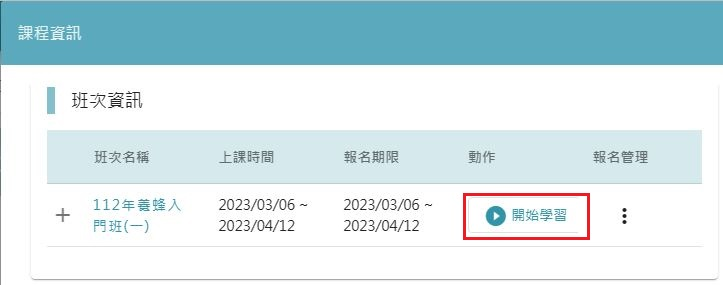 課程資訊
班次資訊
班次名稱 上課時間 報名期限 動作 報名管理
112年養蜂入 2023/03/06 ~ 2023/03/06 ~ 開始學習
門班(一) 2023/04/12 2023/04/12